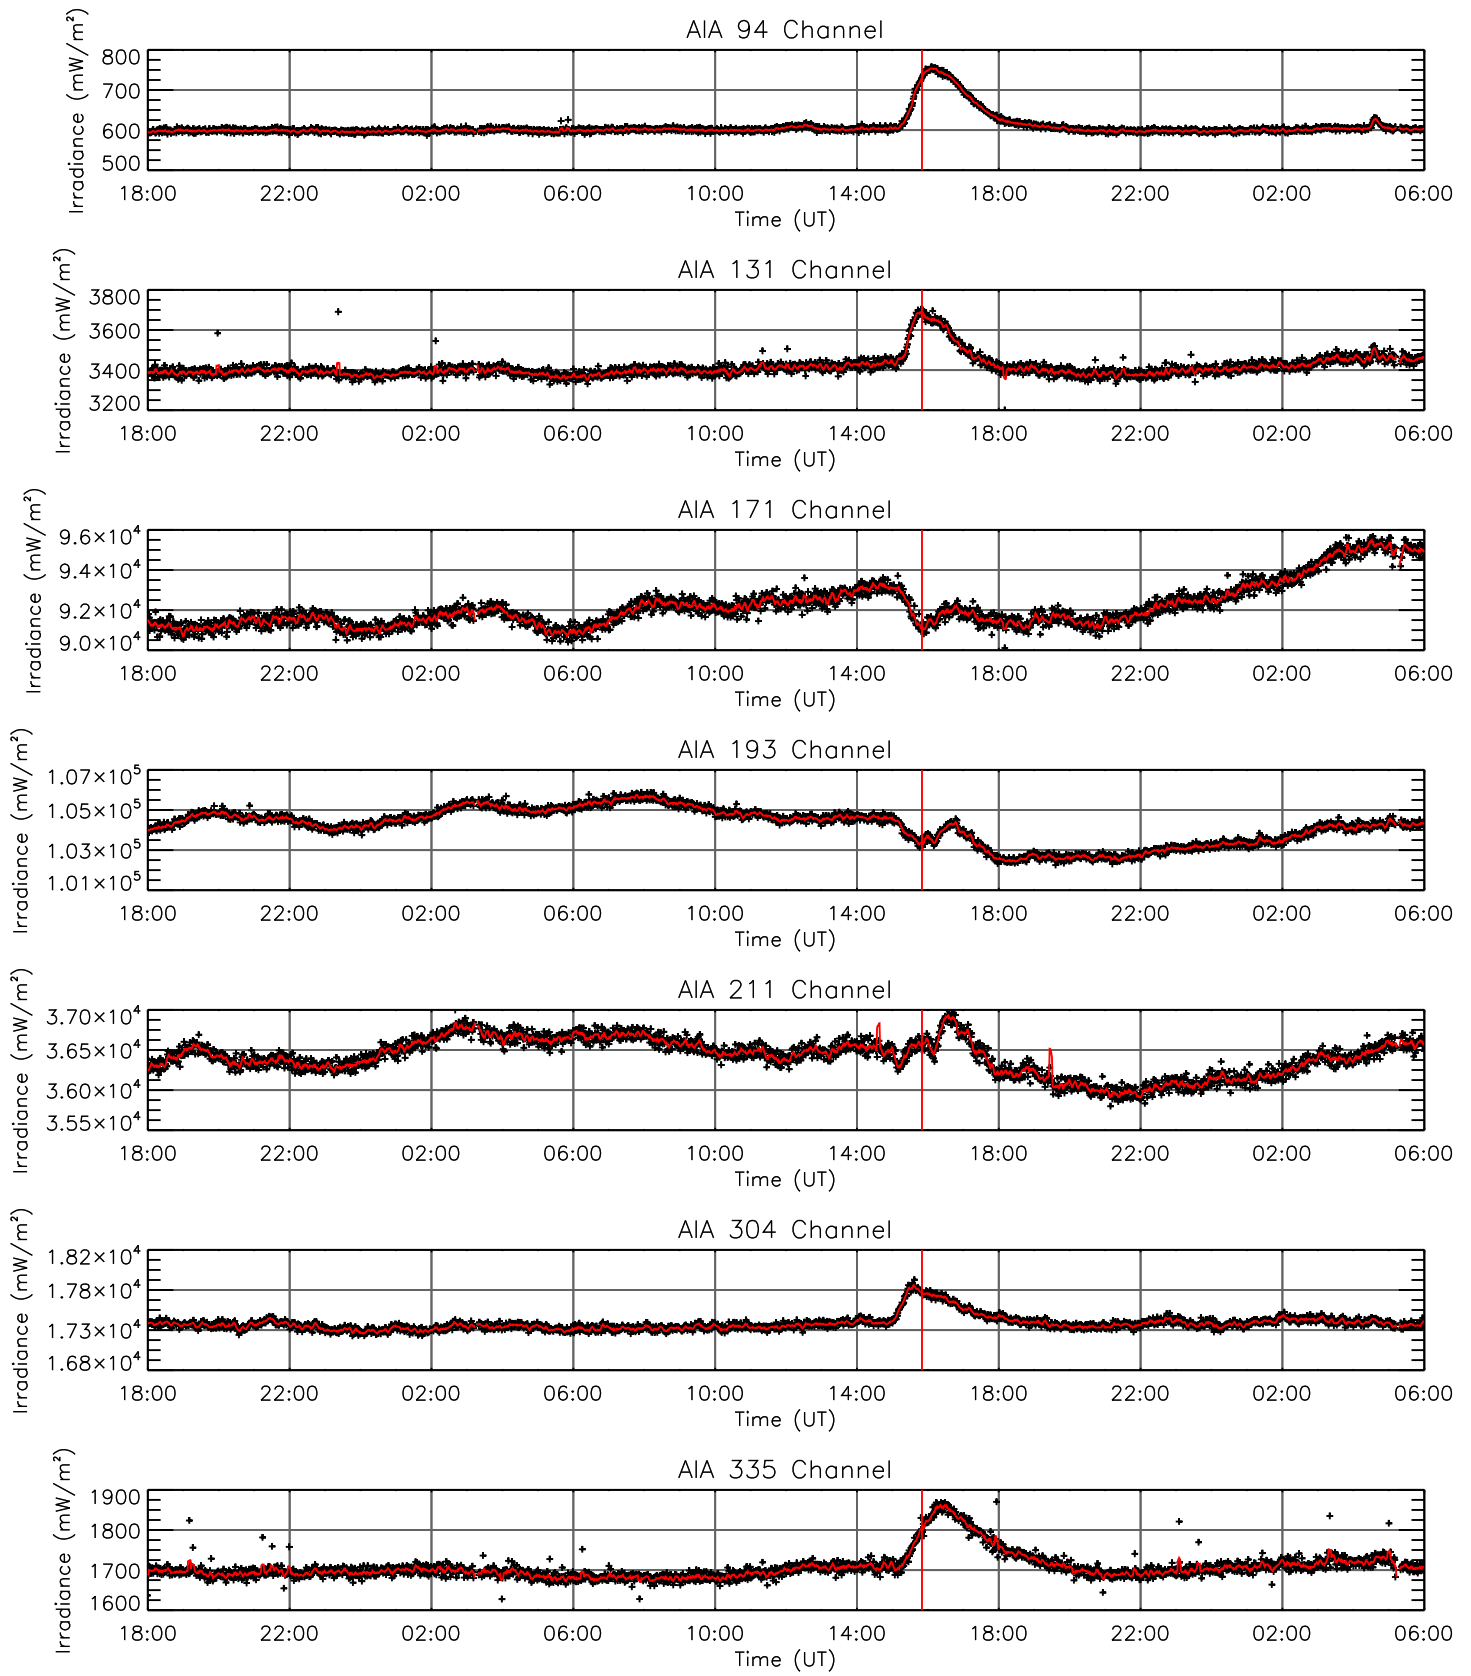 AIA 94 Channel
Irradiance (mW/m²)
800
700
600
500
18:00 22:00 02:00 06:00 10:00 14:00 18:00 22:00 02:00 06:00
Time (UT)
AIA 131 Channel
Irradiance (mW/m²)
3800
3600
3400
3200
18:00 22:00 02:00 06:00 10:00 14:00 18:00 22:00 02:00 06:00
Time (UT)
AIA 171 Channel
Irradiance (mW/m²)
9.6×10⁴
9.4×10⁴
9.2×10⁴
9.0×10⁴
18:00 22:00 02:00 06:00 10:00 14:00 18:00 22:00 02:00 06:00
Time (UT)
AIA 193 Channel
Irradiance (mW/m²)
1.07×10⁵
1.05×10⁵
1.03×10⁵
1.01×10⁵
18:00 22:00 02:00 06:00 10:00 14:00 18:00 22:00 02:00 06:00
Time (UT)
AIA 211 Channel
Irradiance (mW/m²)
3.70×10⁴
3.65×10⁴
3.60×10⁴
3.55×10⁴
18:00 22:00 02:00 06:00 10:00 14:00 18:00 22:00 02:00 06:00
Time (UT)
AIA 304 Channel
Irradiance (mW/m²)
1.82×10⁴
1.78×10⁴
1.73×10⁴
1.68×10⁴
18:00 22:00 02:00 06:00 10:00 14:00 18:00 22:00 02:00 06:00
Time (UT)
AIA 335 Channel
Irradiance (mW/m²)
1900
1800
1700
1600
18:00 22:00 02:00 06:00 10:00 14:00 18:00 22:00 02:00 06:00
Time (UT)